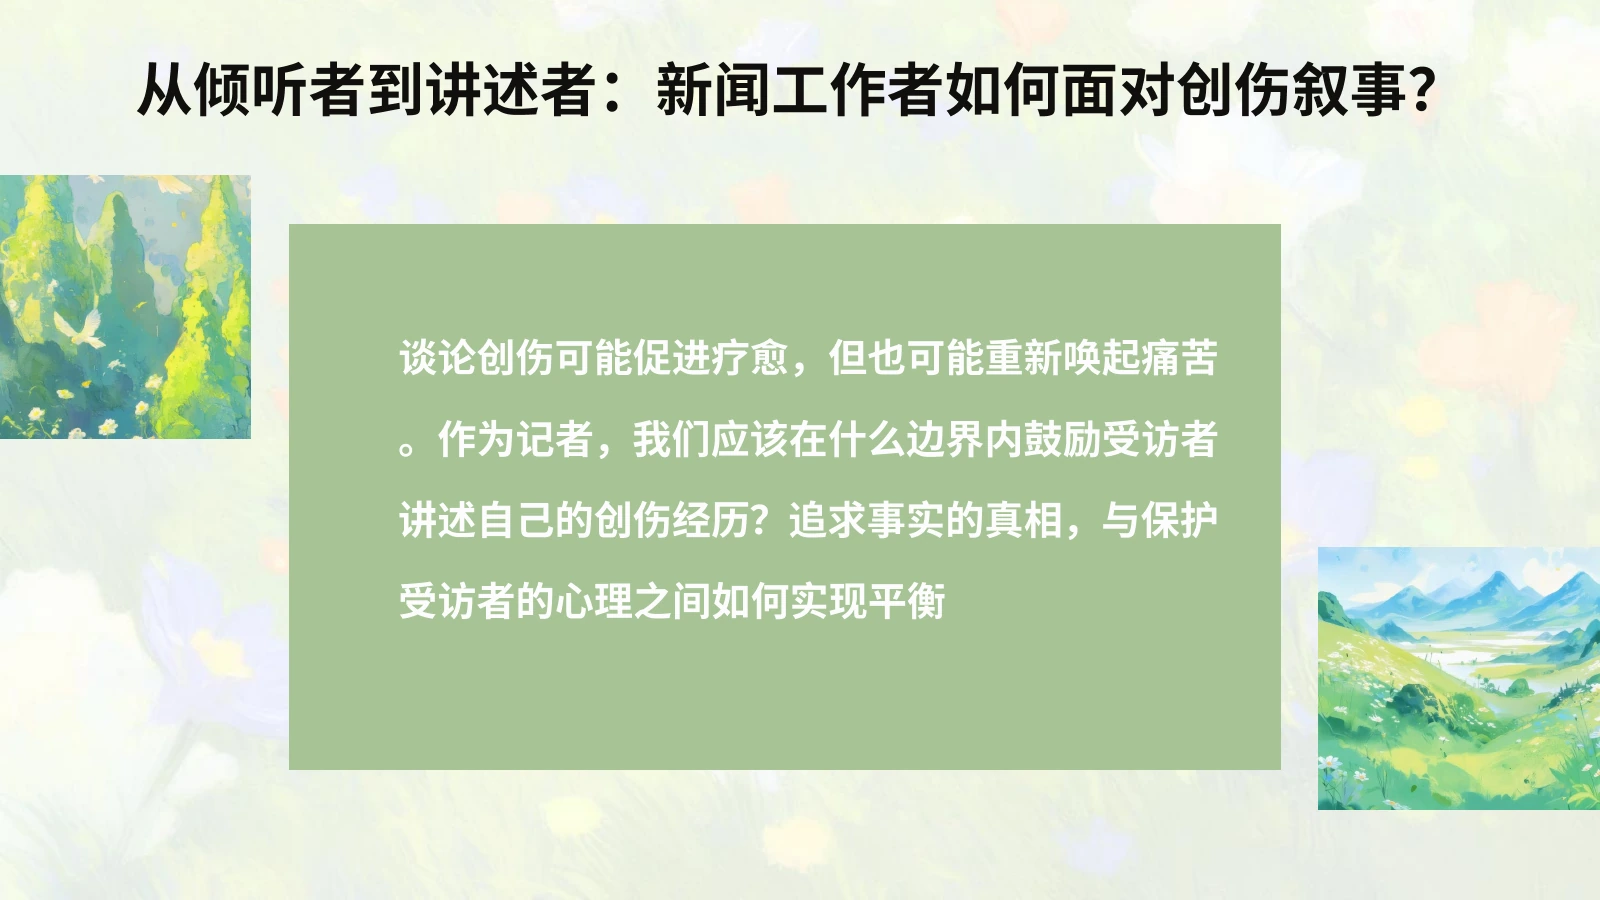 从倾听者到讲述者：新闻工作者如何面对创伤叙事？
谈论创伤可能促进疗愈，但也可能重新唤起痛苦
。作为记者，我们应该在什么边界内鼓励受访者
讲述自己的创伤经历？追求事实的真相，与保护
受访者的心理之间如何实现平衡